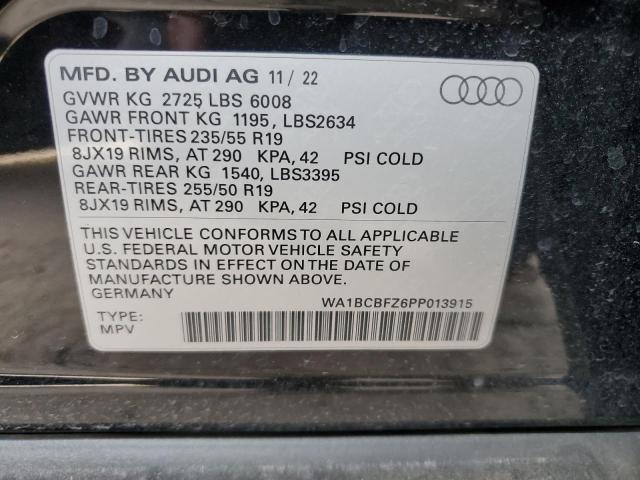 MFD. BY AUDI AG 11/ 22
GVWR KG 2725 LBS 6008
GAWR FRONT KG 1195, LBS2634
FRONT-TIRES 235/55 R19
8JX19 RIMS, AT 290 KPA, 42 PSI COLD
GAWR REAR KG 1540, LBS3395
REAR-TIRES 255/50 R19
8JX19 RIMS, AT 290 KPA, 42 PSI COLD
THIS VEHICLE CONFORMS TO ALL APPLICABLE
U.S. FEDERAL MOTOR VEHICLE SAFETY
STANDARDS IN EFFECT ON THE DATE OF
MANUFACTURE SHOWN ABOVE.
GERMANY
WA1BCBFZ6PP013915
TYPE:
MPV